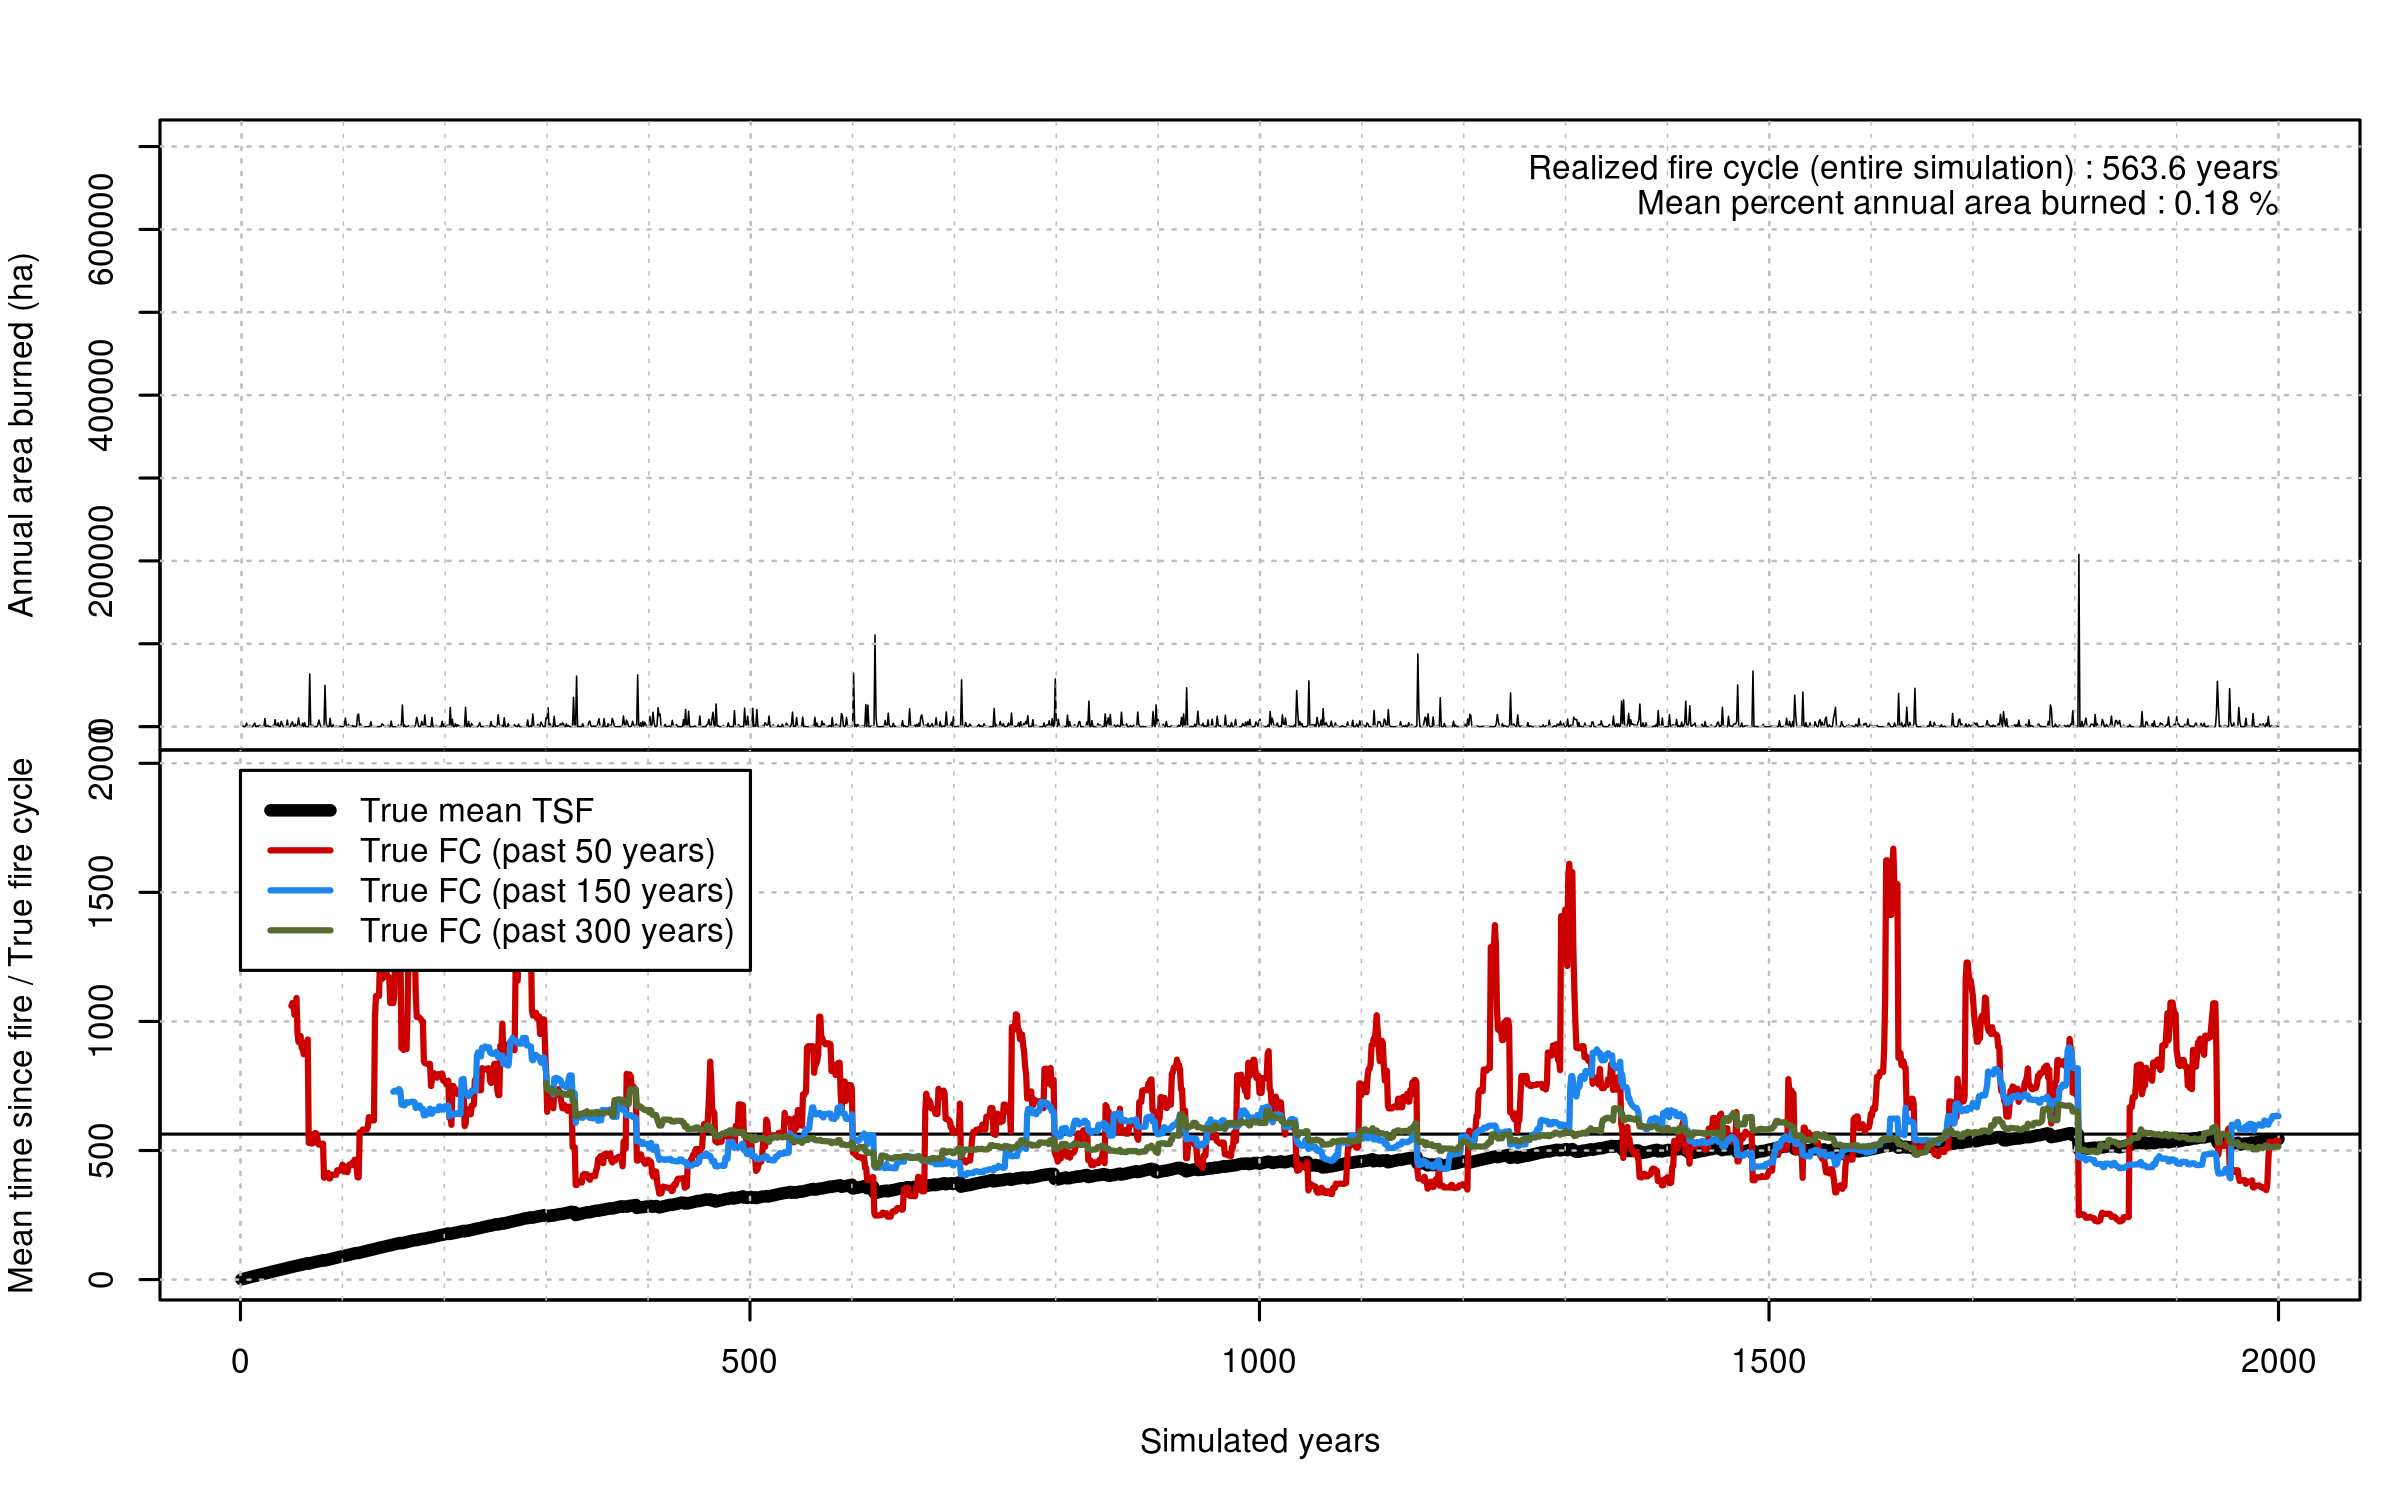 Realized fire cycle (entire simulation) : 563.6 years
Mean percent annual area burned : 0.18 %
Annual area burned (ha)
600000
400000
200000
0
Mean time since fire / True fire cycle
2000
1500
1000
500
0
True mean TSF
True FC (past 50 years)
True FC (past 150 years)
True FC (past 300 years)
0 500 1000 1500 2000
Simulated years